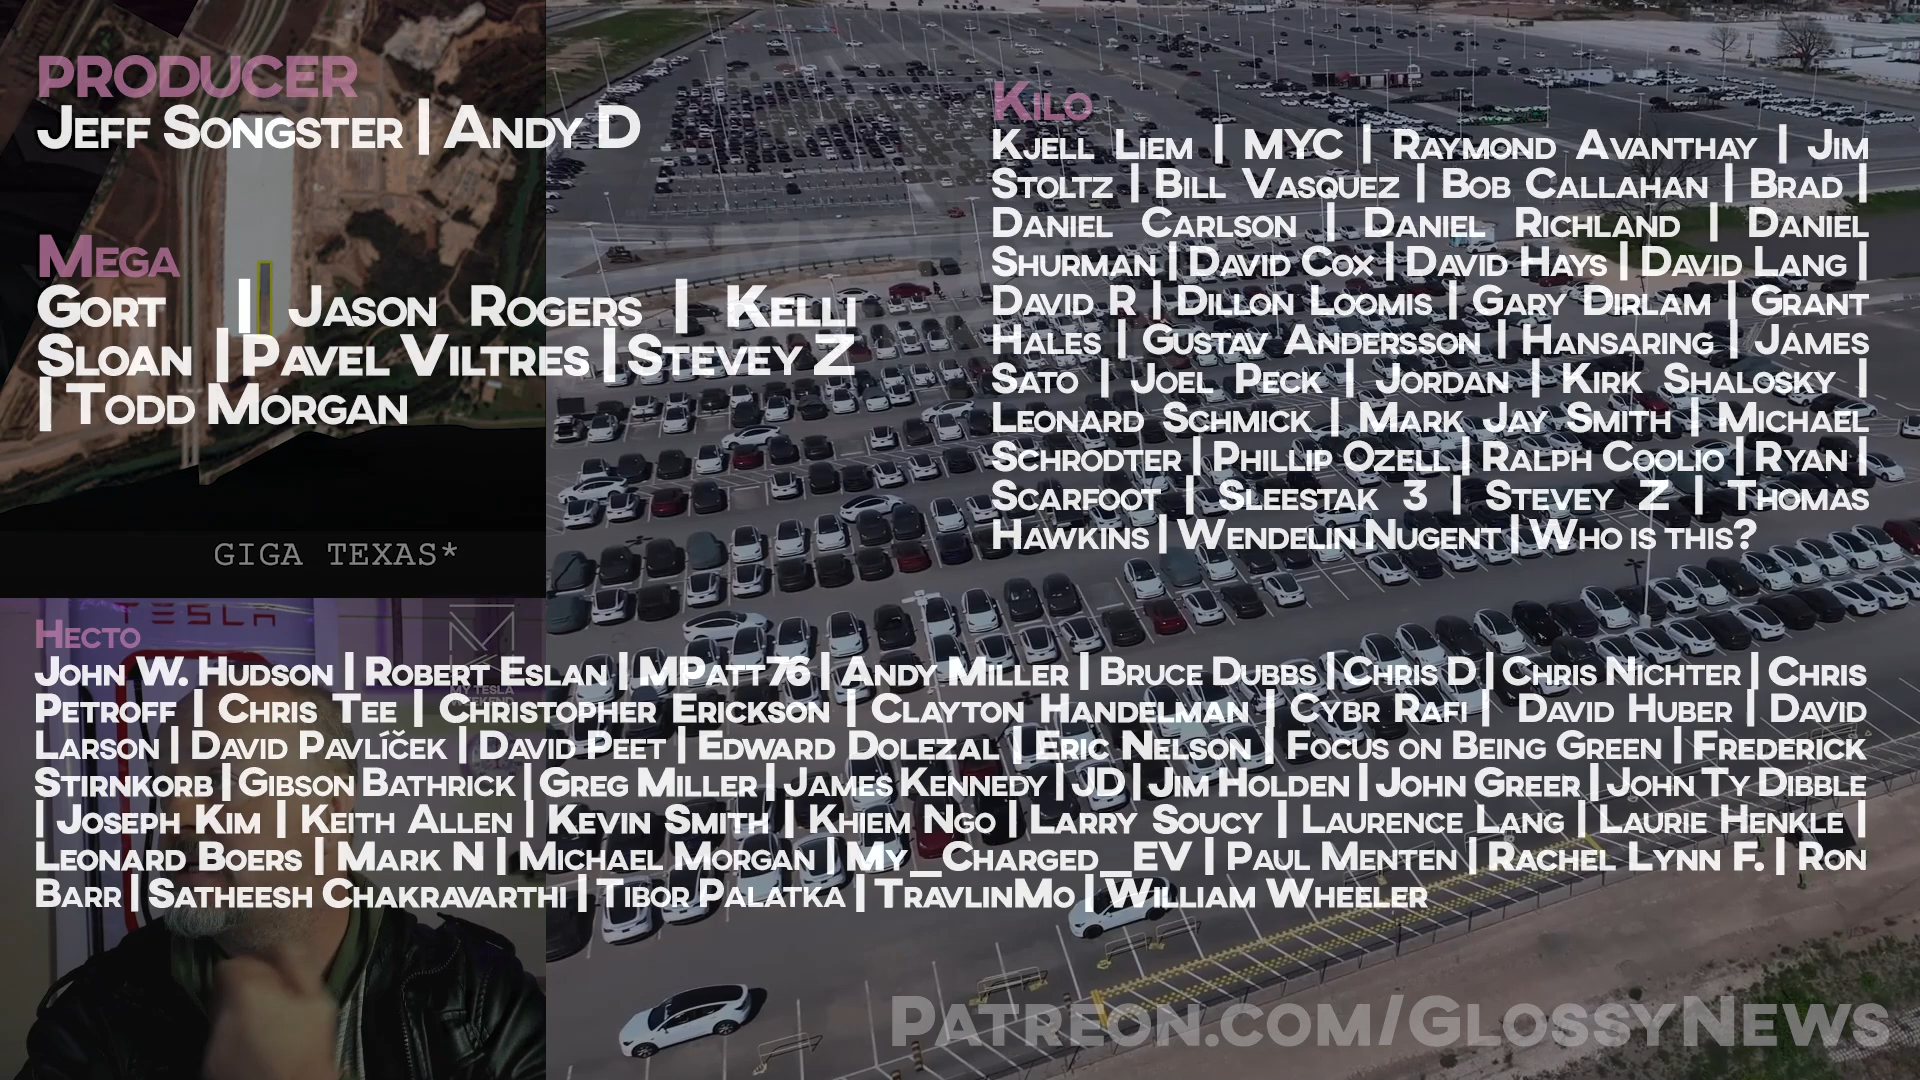 PRODUCER
JEFF SONGSTER | ANDY D
MEGA
GORT | JASON ROGERS | KELLI
SLOAN | PAVEL VILTRES | STEVEY Z
| TODD MORGAN
GIGA TEXAS*
KILO
KJELL LIEM | MYC | RAYMOND AVANTHAY | JIM
STOLTZ | BILL VASQUEZ | BOB CALLAHAN | BRAD |
DANIEL CARLSON | DANIEL RICHLAND | DANIEL
SHURMAN | DAVID COX | DAVID HAYS | DAVID LANG |
DAVID R | DILLON LOOMIS | GARY DIRLAM | GRANT
HALES | GUSTAV ANDERSSON | HANSARING | JAMES
SATO | JOEL PECK | JORDAN | KIRK SHALOSKY |
LEONARD SCHMICK | MARK JAY SMITH | MICHAEL
SCHRODTER | PHILLIP OZELL | RALPH COOLIO | RYAN |
SCARFOOT | SLEESTAK 3 | STEVEY Z | THOMAS
HAWKINS | WENDELIN NUGENT | WHO IS THIS?
TESLA
HECTO
JOHN W. HUDSON | ROBERT ESLAN | MPATT76 | ANDY MILLER | BRUCE DUBBS | CHRIS D | CHRIS NICHTER | CHRIS
PETROFF | CHRIS TEE | CHRISTOPHER ERICKSON | CLAYTON HANDELMAN | CYBR RAFI | DAVID HUBER | DAVID
LARSON | DAVID PAVLÍČEK | DAVID PEET | EDWARD DOLEZAL | ERIC NELSON | FOCUS ON BEING GREEN | FREDERICK
STIRNKORB | GIBSON BATHRICK | GREG MILLER | JAMES KENNEDY | JD | JIM HOLDEN | JOHN GREER | JOHN TY DIBBLE
| JOSEPH KIM | KEITH ALLEN | KEVIN SMITH | KHIEM NGO | LARRY SOUCY | LAURENCE LANG | LAURIE HENKLE |
LEONARD BOERS | MARK N | MICHAEL MORGAN | MY_CHARGED_EV | PAUL MENTEN | RACHEL LYNN F. | RON
BARR | SATHEESH CHAKRAVARTHI | TIBOR PALATKA | TRAVLINMO | WILLIAM WHEELER
PATREON.COM/GLOSSYNEWS